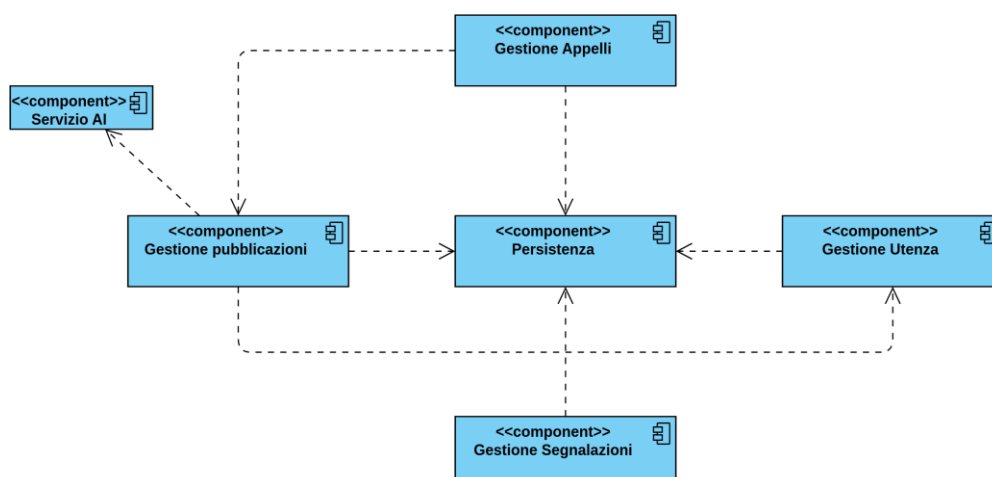 <<component>>
Gestione Appelli
<<component>>
Servizio AI
<<component>>
Gestione pubblicazioni
<<component>>
Persistenza
<<component>>
Gestione Utenza
<<component>>
Gestione Segnalazioni